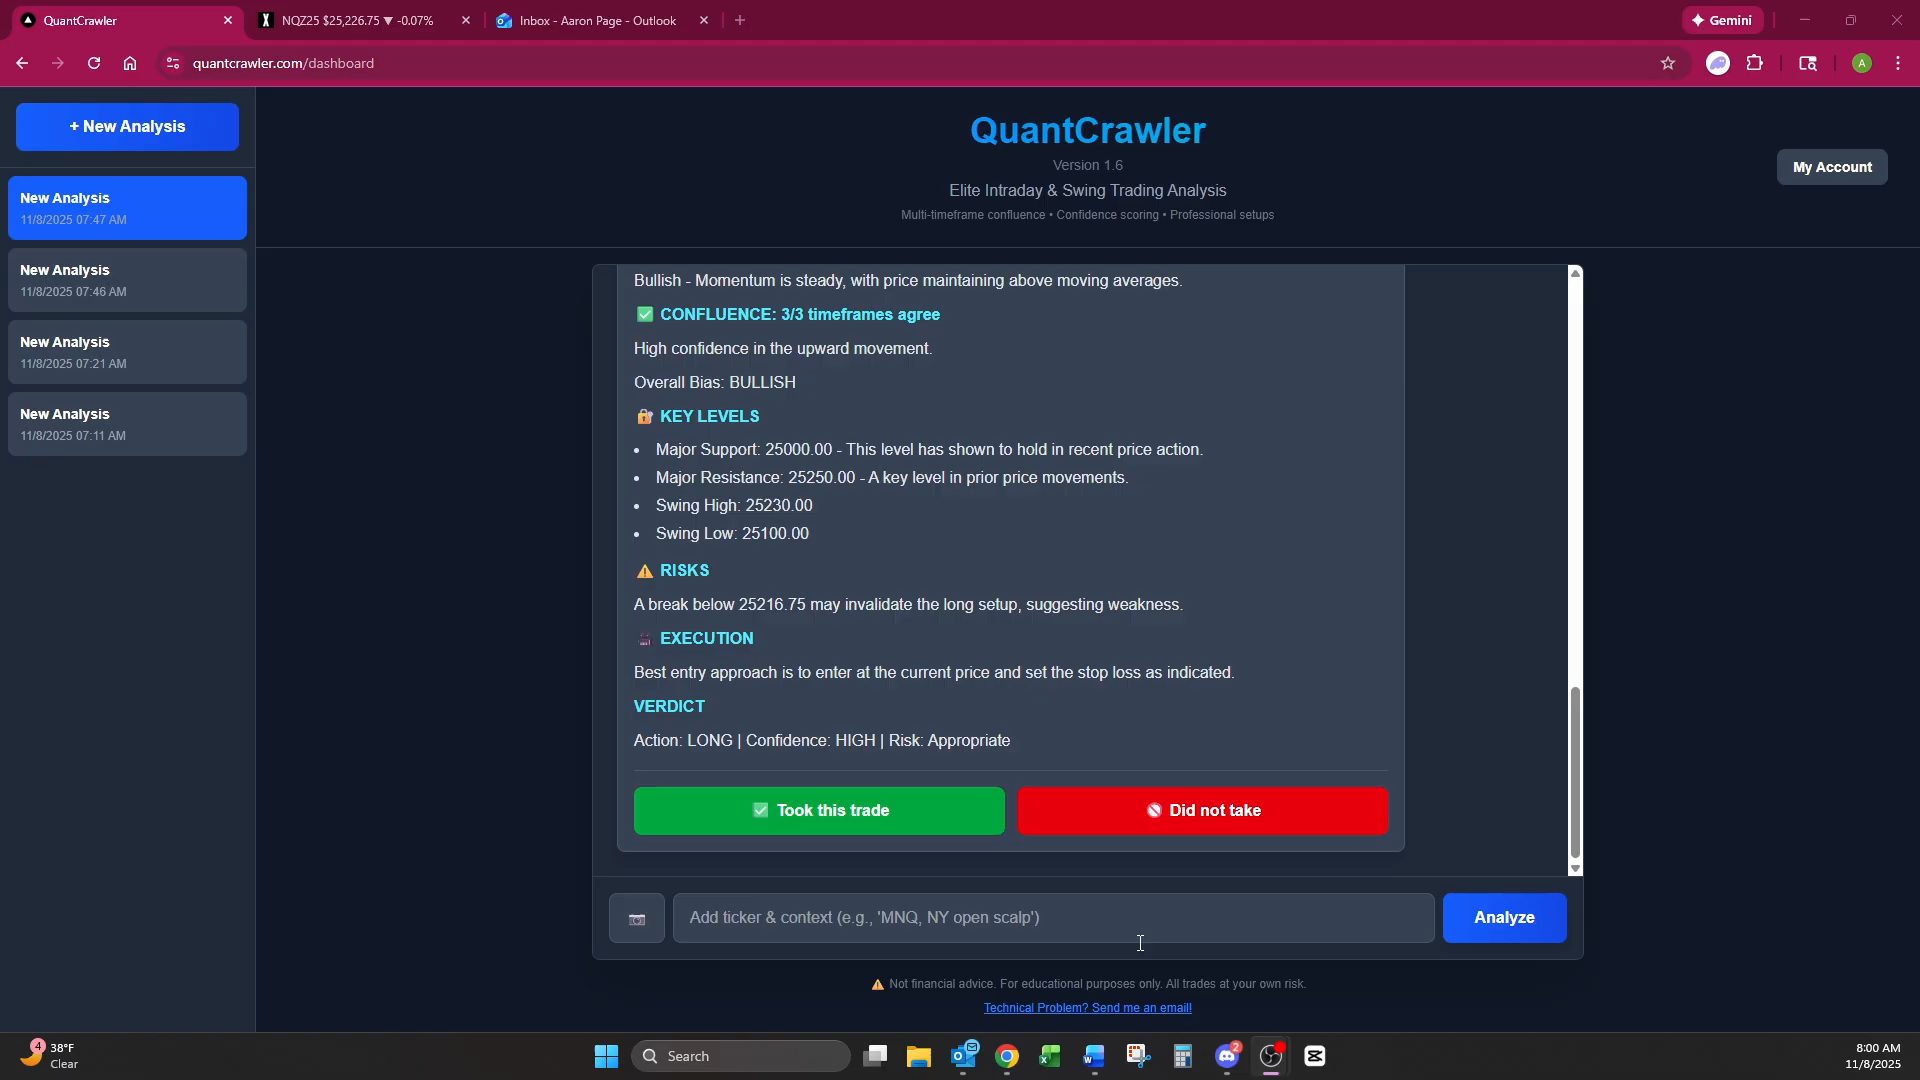 QuantCrawler
NQZ25 $25,226.75 ▼ -0.07%
Inbox - Aaron Page - Outlook
Gemini
quantcrawler.com/dashboard
A
+ New Analysis
New Analysis
11/8/2025 07:47 AM
New Analysis
11/8/2025 07:46 AM
New Analysis
11/8/2025 07:21 AM
New Analysis
11/8/2025 07:11 AM
QuantCrawler
Version 1.6
Elite Intraday & Swing Trading Analysis
Multi-timeframe confluence • Confidence scoring • Professional setups
My Account
Bullish - Momentum is steady, with price maintaining above moving averages.
✅ CONFLUENCE: 3/3 timeframes agree
High confidence in the upward movement.
Overall Bias: BULLISH
🔐 KEY LEVELS
• Major Support: 25000.00 - This level has shown to hold in recent price action.
• Major Resistance: 25250.00 - A key level in prior price movements.
• Swing High: 25230.00
• Swing Low: 25100.00
⚠️ RISKS
A break below 25216.75 may invalidate the long setup, suggesting weakness.
EXECUTION
Best entry approach is to enter at the current price and set the stop loss as indicated.
VERDICT
Action: LONG | Confidence: HIGH | Risk: Appropriate
✅ Took this trade
🚫 Did not take
Add ticker & context (e.g., 'MNQ, NY open scalp')
Analyze
⚠️ Not financial advice. For educational purposes only. All trades at your own risk.
Technical Problem? Send me an email!
4
38°F
Clear
Search
2
8:00 AM
11/8/2025